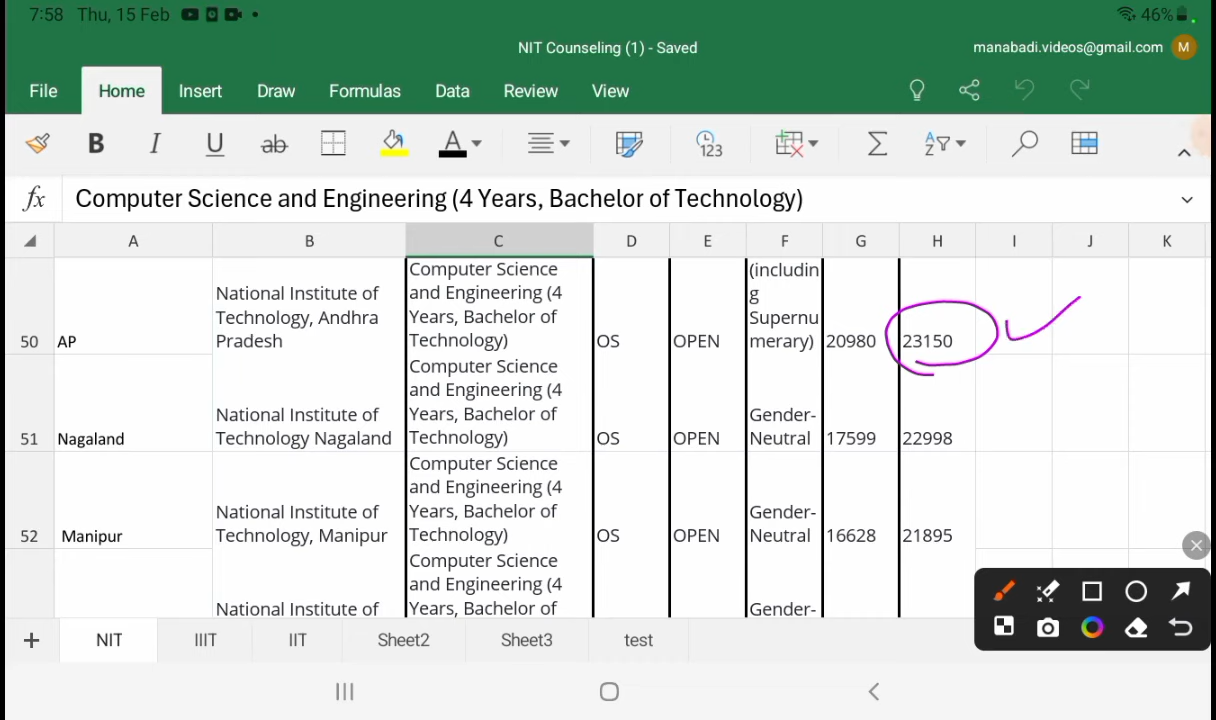 7:58 Thu, 15 Feb
46%
NIT Counseling (1) - Saved
manabadi.videos@gmail.com M
File Home Insert Draw Formulas Data Review View
B I U ab A 123 Σ A Z
fx Computer Science and Engineering (4 Years, Bachelor of Technology)
A B C D E F G H I J K
50 AP
National Institute of
Technology, Andhra
Pradesh
Computer Science
and Engineering (4
Years, Bachelor of
Technology)
OS
OPEN
(includin
g
Supernu
merary)
20980
23150
51 Nagaland
National Institute of
Technology Nagaland
Computer Science
and Engineering (4
Years, Bachelor of
Technology)
OS
OPEN
Gender-
Neutral
17599
22998
52 Manipur
National Institute of
Technology, Manipur
Computer Science
and Engineering (4
Years, Bachelor of
Technology)
OS
OPEN
Gender-
Neutral
16628
21895
National Institute of
Computer Science
and Engineering (4
Years, Bachelor of
Gender-
+ NIT IIIT IIT Sheet2 Sheet3 test